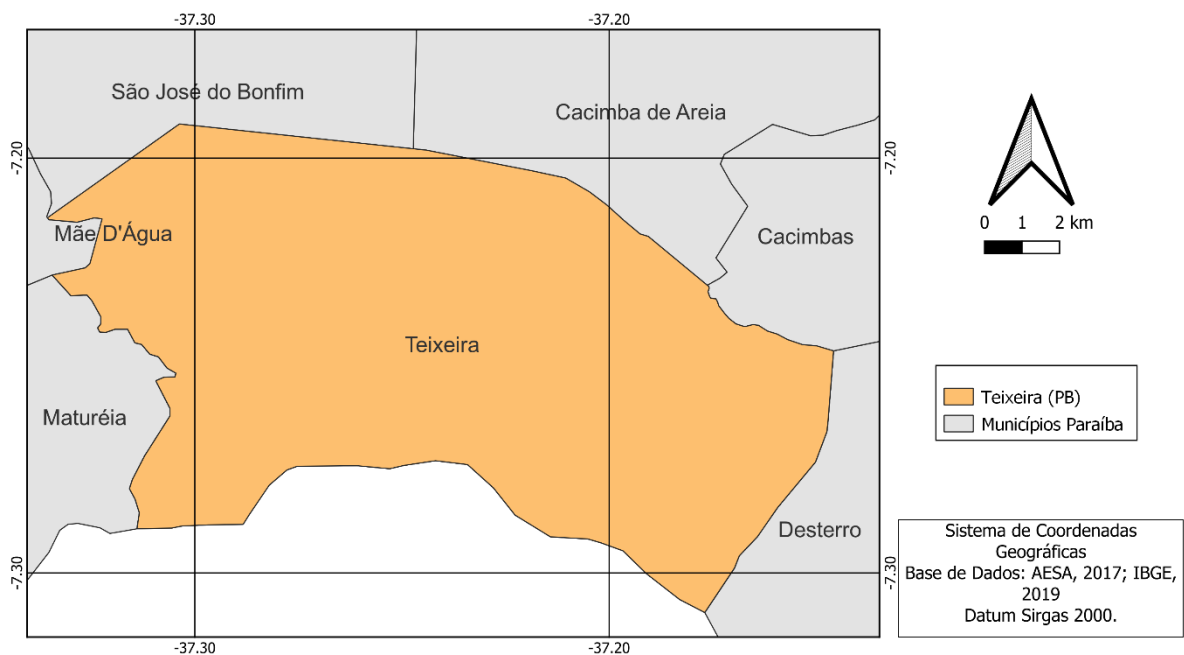 -37.30
-37.20
São José do Bonfim
Cacimba de Areia
-7.20
-7.20
Mãe D'Água
Cacimbas
0 1 2 km
Teixeira
Maturéia
Teixeira (PB)
Municípios Paraíba
Desterro
Sistema de Coordenadas
Geográficas
Base de Dados: AESA, 2017; IBGE,
2019
Datum Sirgas 2000.
-7.30
-7.30
-37.30
-37.20